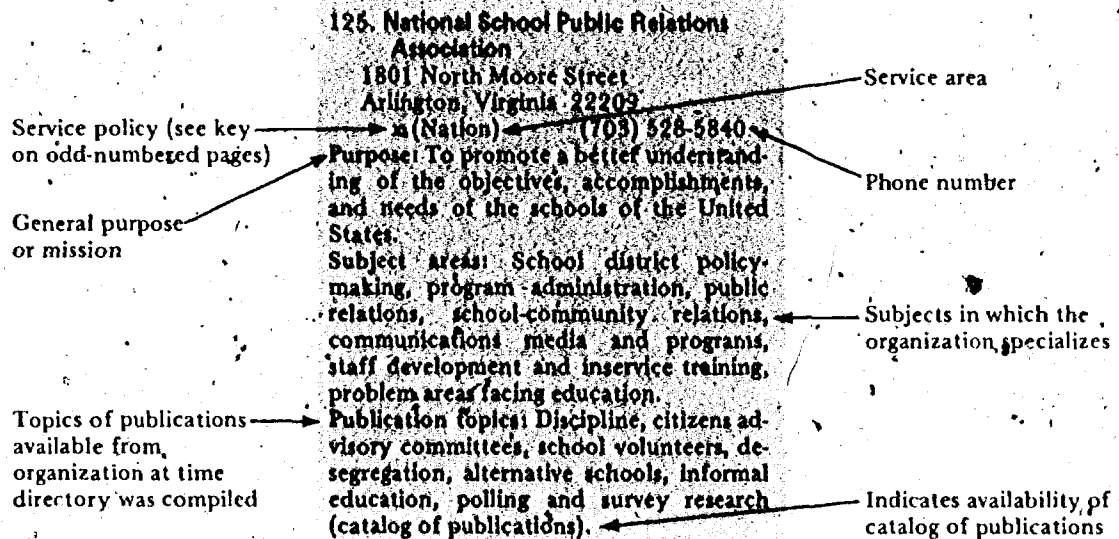 125. National School Public Relations
Association
1801 North Moore Street
Arlington, Virginia 22209
(Nation) (703) 528-5840
Purpose: To promote a better understand-
ing of the objectives, accomplishments,
and needs of the schools of the United
States.
Subject areas: School district policy-
making, program administration, public
relations, school-community relations,
communications media and programs,
staff development and inservice training,
problem areas facing education.
Publication topics: Discipline, citizens ad-
visory committees, school volunteers, de-
segregation, alternative schools, informal
education, polling and survey research
(catalog of publications).
Service policy (see key
on odd-numbered pages)
General purpose
or mission
Topics of publications
available from
organization at time
directory was compiled
Service area
Phone number
Subjects in which the
organization specializes
Indicates availability of
catalog of publications